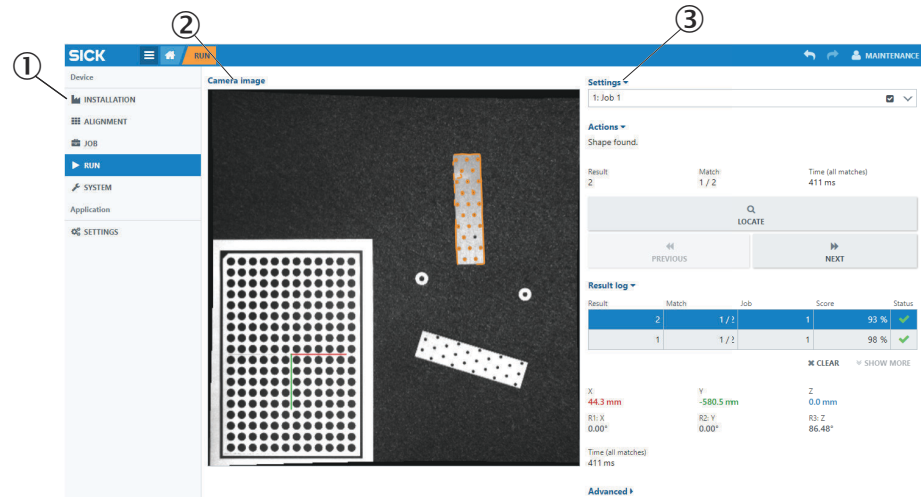 ② ③
①
SICK RUN MAINTENANCE
Device
INSTALLATION
ALIGNMENT
JOB
RUN
SYSTEM
Application
SETTINGS
Camera image
Settings
1: Job 1
Actions
Shape found.
Result Match Time (all matches)
2 1 / 2 411 ms
LOCATE
PREVIOUS NEXT
Result log
Result Match Job Score Status
2 1 / 2 1 93 %
1 1 / 2 1 98 %
CLEAR SHOW MORE
X Y Z
44.3 mm -580.5 mm 0.0 mm
R1: X R2: Y R3: Z
0.00° 0.00° 86.48°
Time (all matches)
411 ms
Advanced